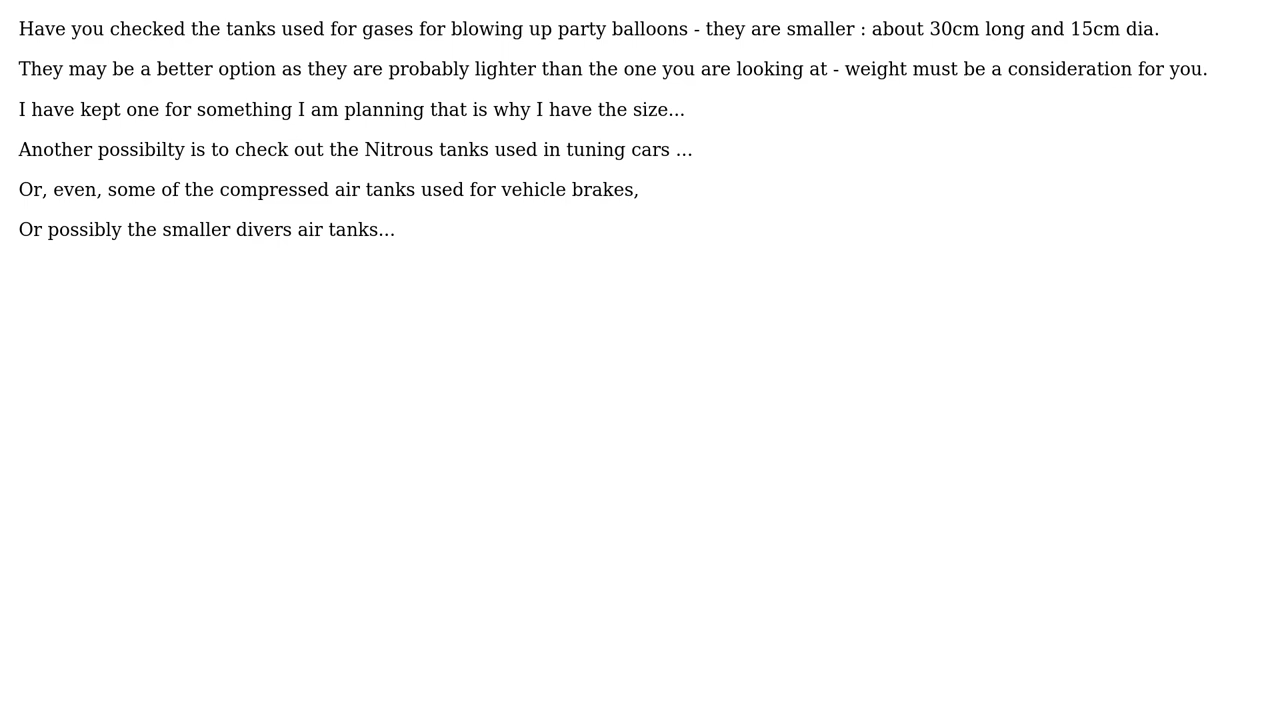 Have you checked the tanks used for gases for blowing up party balloons - they are smaller : about 30cm long and 15cm dia.
They may be a better option as they are probably lighter than the one you are looking at - weight must be a consideration for you.
I have kept one for something I am planning that is why I have the size...
Another possibilty is to check out the Nitrous tanks used in tuning cars ...
Or, even, some of the compressed air tanks used for vehicle brakes,
Or possibly the smaller divers air tanks...